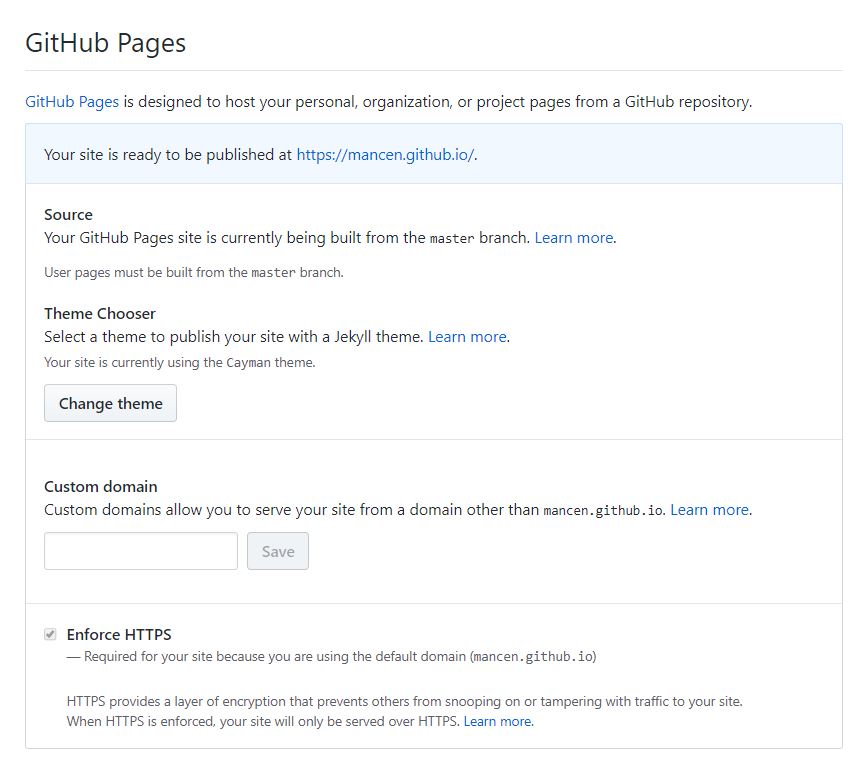 GitHub Pages
GitHub Pages is designed to host your personal, organization, or project pages from a GitHub repository.
Your site is ready to be published at https://mancen.github.io/.
Source
Your GitHub Pages site is currently being built from the master branch. Learn more.
User pages must be built from the master branch.
Theme Chooser
Select a theme to publish your site with a Jekyll theme. Learn more.
Your site is currently using the Cayman theme.
Change theme
Custom domain
Custom domains allow you to serve your site from a domain other than mancen.github.io. Learn more.
Save
Enforce HTTPS
— Required for your site because you are using the default domain (mancen.github.io)
HTTPS provides a layer of encryption that prevents others from snooping on or tampering with traffic to your site.
When HTTPS is enforced, your site will only be served over HTTPS. Learn more.